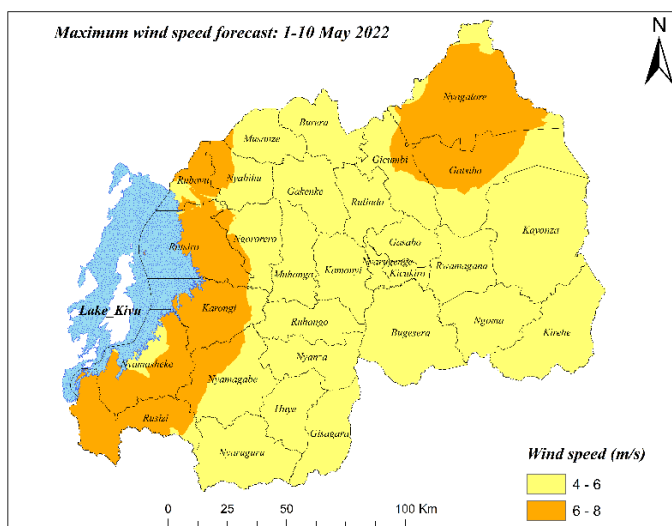 Maximum wind speed forecast: 1-10 May 2022
N
Nyagatare
Burera
Musanze
Gicumbi
Gatsibo
Rubavu
Nyabihu
Gakenke
Rulindo
Kayonza
Rutsiro
Ngororero
Gasabo
Nyarugenge
Kicukiro
Rwamagana
Muhanga
Kamonyi
Lake_Kivu
Karongi
Ruhango
Bugesera
Ngoma
Kirehe
Nyamasheke
Nyanza
Nyamagabe
Rusizi
Huye
Gisagara
Nyaruguru
Wind speed (m/s)
4 - 6
6 - 8
0 25 50 100 Km